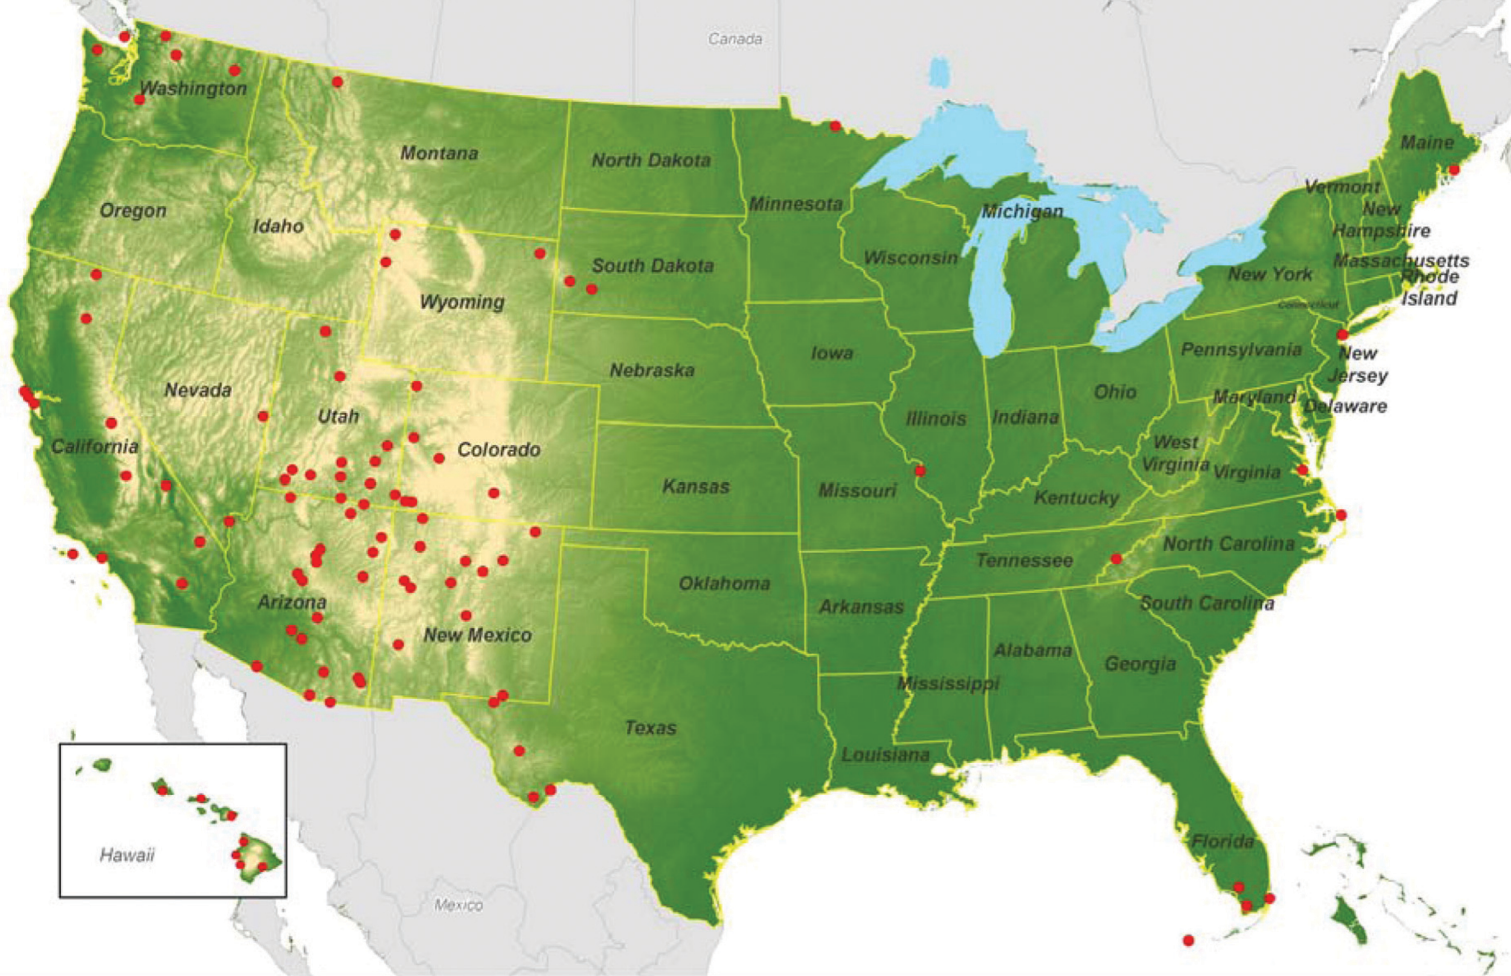 Canada
Washington
Montana
North Dakota
Minnesota
Maine
Vermont
New
Hampshire
Oregon
Idaho
Michigan
Wisconsin
South Dakota
Wyoming
New York
Massachusetts
Rhode
Island
Connecticut
Nebraska
Iowa
Pennsylvania
New
Jersey
Nevada
Utah
Illinois
Indiana
Ohio
Maryland
Delaware
California
Colorado
Kansas
Missouri
Kentucky
West
Virginia
Virginia
Arizona
New Mexico
Oklahoma
Arkansas
Tennessee
North Carolina
South Carolina
Mississippi
Alabama
Georgia
Texas
Louisiana
Florida
Hawaii
Mexico